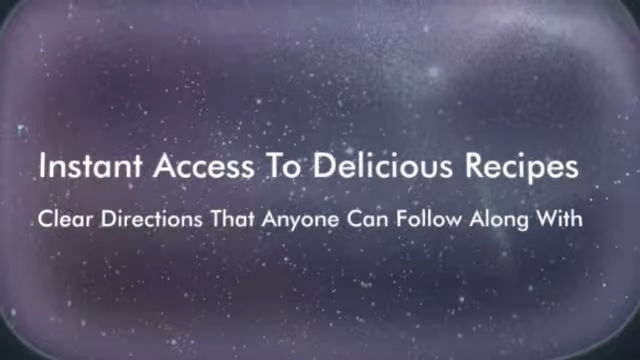 Instant Access To Delicious Recipes
Clear Directions That Anyone Can Follow Along With